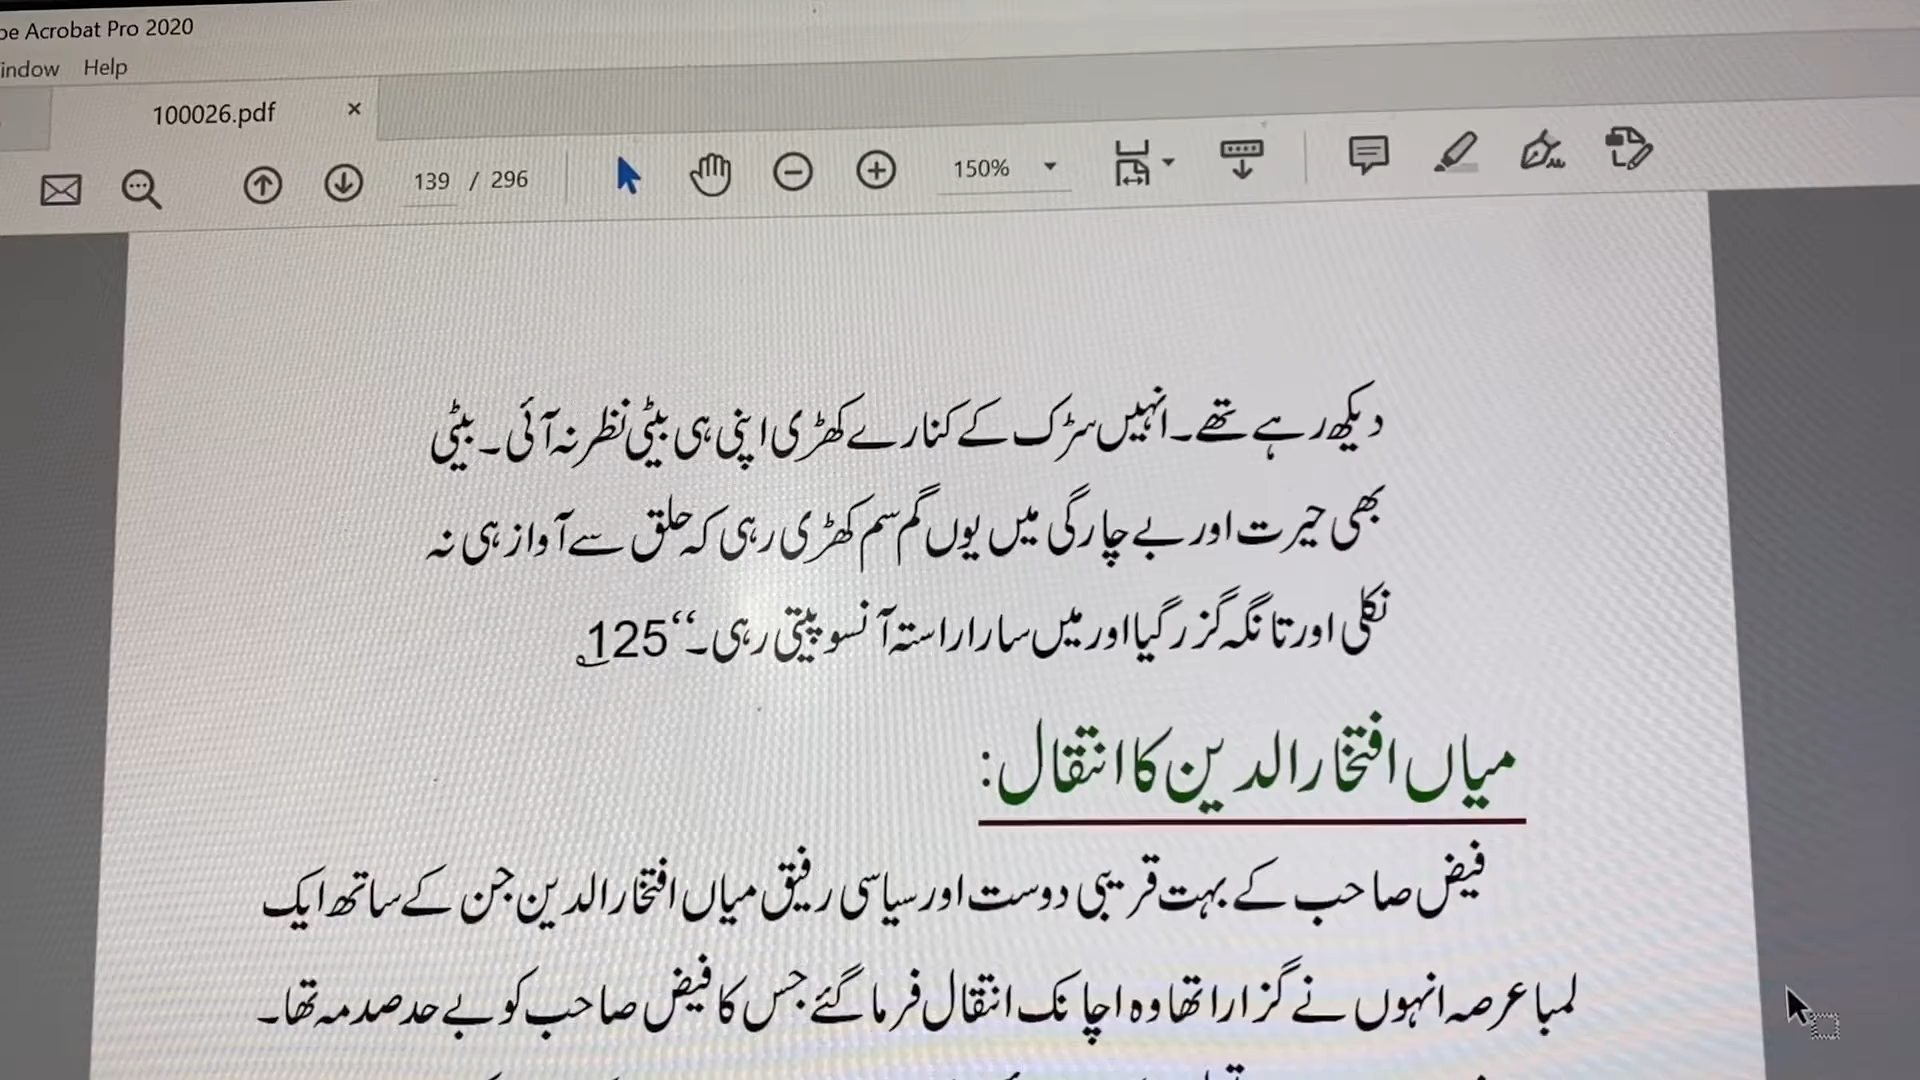 be Acrobat Pro 2020
indow Help
100026.pdf ×
139 / 296 150%
دیکھ رہے تھے۔ انہیں سڑک کے کنارے کھڑی اپنی ہی بیٹی نظر نہ آئی۔ بیٹی
بھی حیرت اور بے چارگی میں یوں گم سم کھڑی رہی کہ حلق سے آواز ہی نہ
نکلی اور تانگہ گزر گیا اور میں سارا راستہ آنسو پیتی رہی۔‘‘125؂
میاں افتخار الدین کا انتقال:
فیض صاحب کے بہت قریبی دوست اور سیاسی رفیق میاں افتخار الدین جن کے ساتھ ایک
لمبا عرصہ انہوں نے گزارا تھا وہ اچانک انتقال فرما گئے جس کا فیض صاحب کو بے حد صدمہ تھا۔